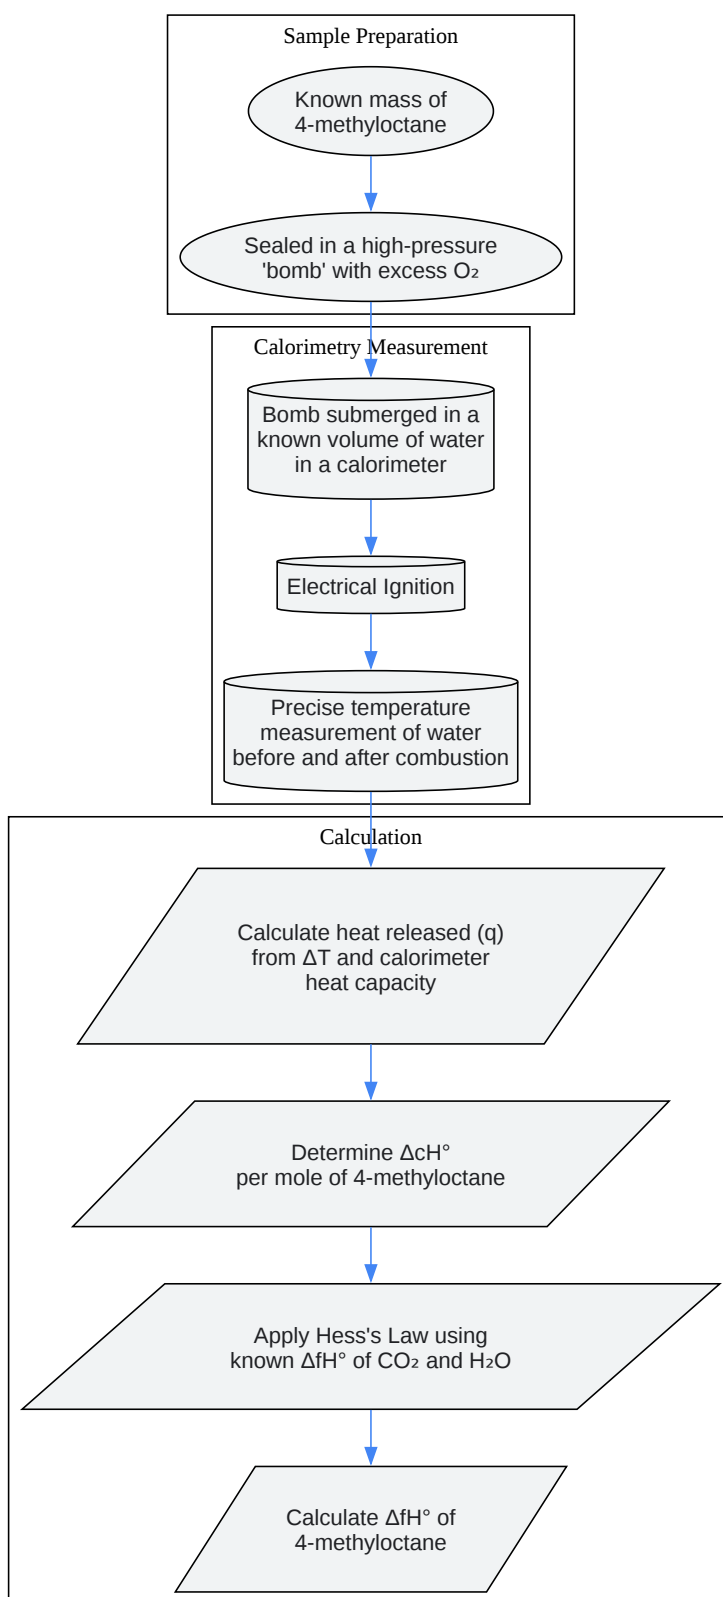 Sample Preparation
Known mass of
4-methyloctane
Sealed in a high-pressure
'bomb' with excess O₂
Calorimetry Measurement
Bomb submerged in a
known volume of water
in a calorimeter
Electrical Ignition
Precise temperature
measurement of water
before and after combustion
Calculation
Calculate heat released (q)
from ΔT and calorimeter
heat capacity
Determine ΔcH°
per mole of 4-methyloctane
Apply Hess's Law using
known ΔfH° of CO₂ and H₂O
Calculate ΔfH° of
4-methyloctane